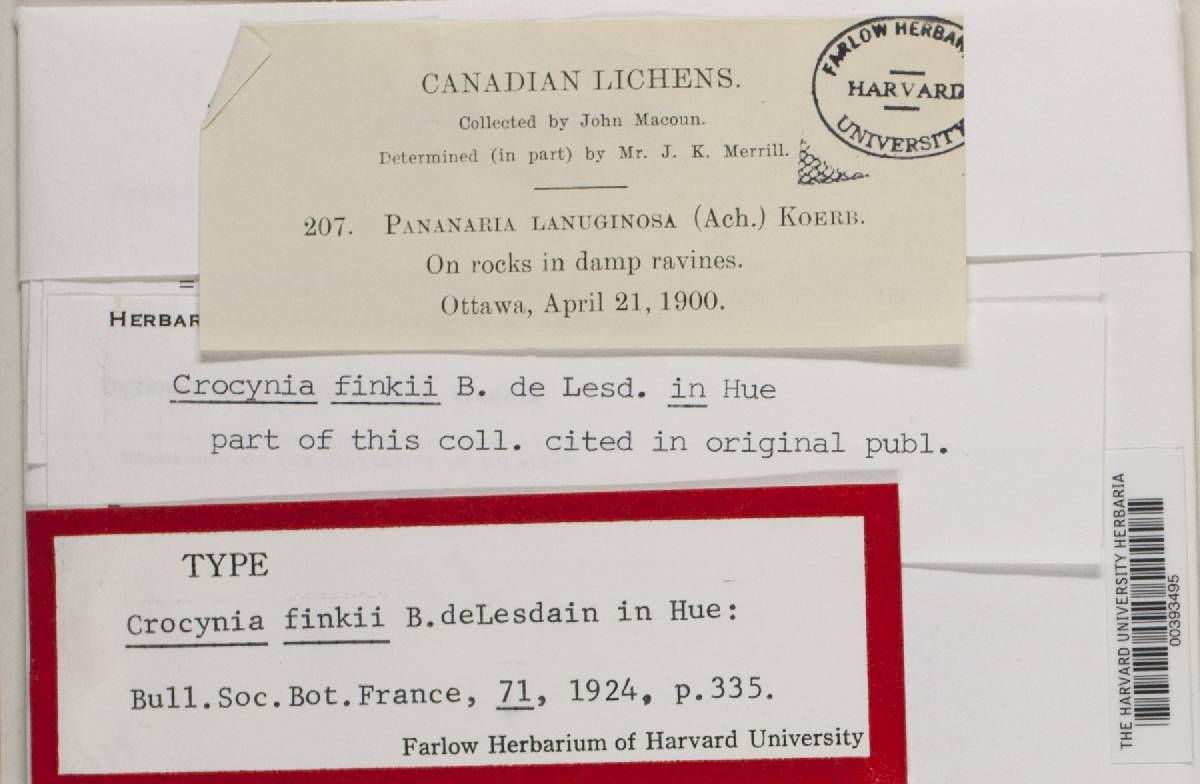 CANADIAN LICHENS.
Collected by John Macoun.
Determined (in part) by Mr. J. K. Merrill.
FARLOW HERBAR
HARVARD
UNIVERSITY
207. PANANARIA LANUGINOSA (Ach.) KOERB.
On rocks in damp ravines.
Ottawa, April 21, 1900.
HERBAR
Crocynia finkii B. de Lesd. in Hue
part of this coll. cited in original publ.
TYPE
Crocynia finkii B.deLesdain in Hue:
Bull.Soc.Bot.France, 71, 1924, p.335.
Farlow Herbarium of Harvard University
THE HARVARD UNIVERSITY HERBARIA
00393495